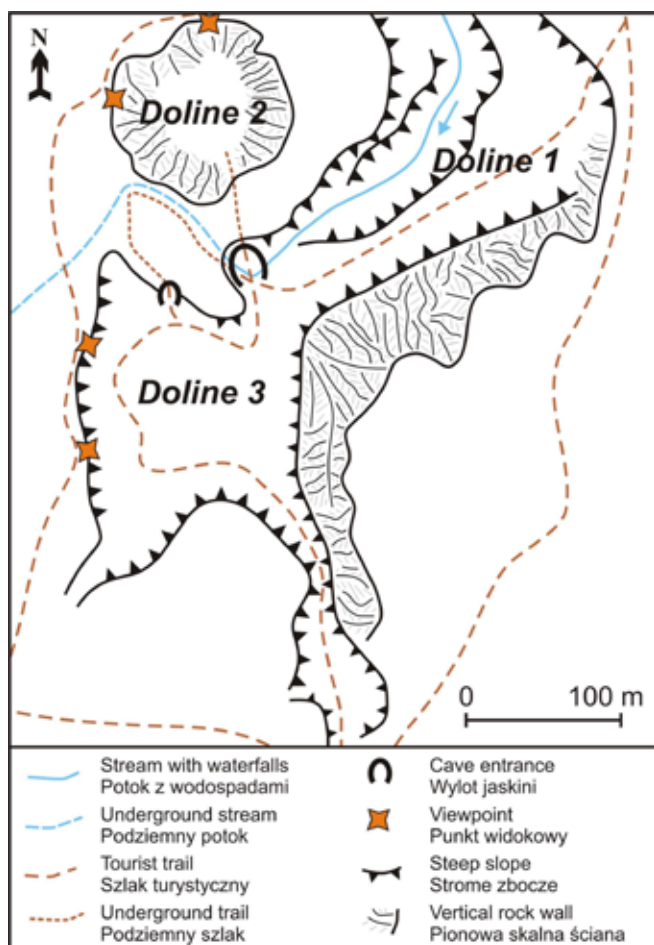 N
Doline 2
Doline 1
Doline 3
0 100 m
Stream with waterfalls
Potok z wodospadami
Underground stream
Podziemny potok
Tourist trail
Szlak turystyczny
Underground trail
Podziemny szlak
Cave entrance
Wylot jaskini
Viewpoint
Punkt widokowy
Steep slope
Strome zbocze
Vertical rock wall
Pionowa skalna ściana